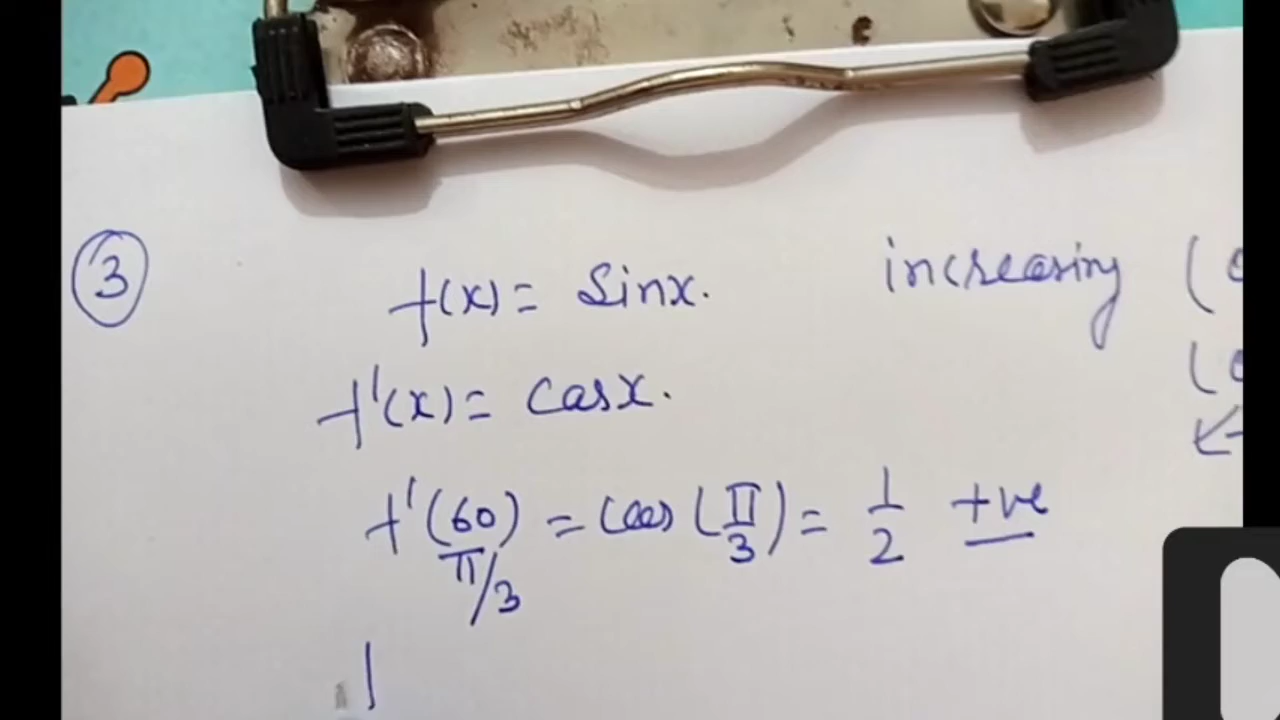 ③ f(x) = Sinx. increasing (
f'(x) = Cosx. (
f'(60) = Cos(π/3) = 1/2 +ve
π/3